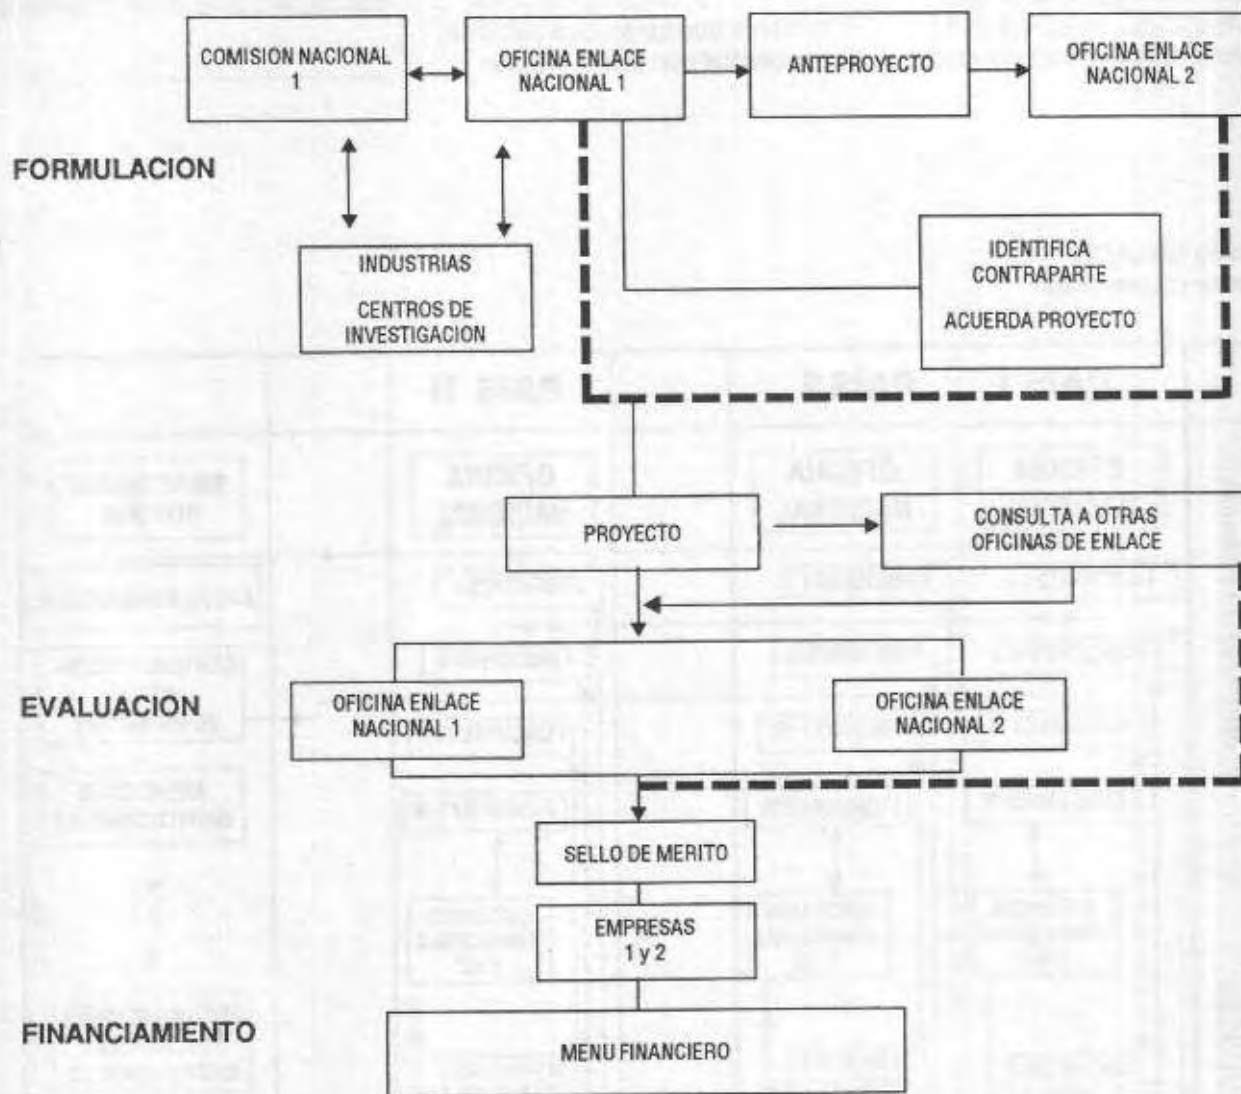 COMISION NACIONAL
1
OFICINA ENLACE
NACIONAL 1
ANTEPROYECTO
OFICINA ENLACE
NACIONAL 2
FORMULACION
INDUSTRIAS
CENTROS DE
INVESTIGACION
IDENTIFICA
CONTRAPARTE
ACUERDA PROYECTO
PROYECTO
CONSULTA A OTRAS
OFICINAS DE ENLACE
EVALUACION
OFICINA ENLACE
NACIONAL 1
OFICINA ENLACE
NACIONAL 2
SELLO DE MERITO
EMPRESAS
1 y 2
FINANCIAMIENTO
MENU FINANCIERO